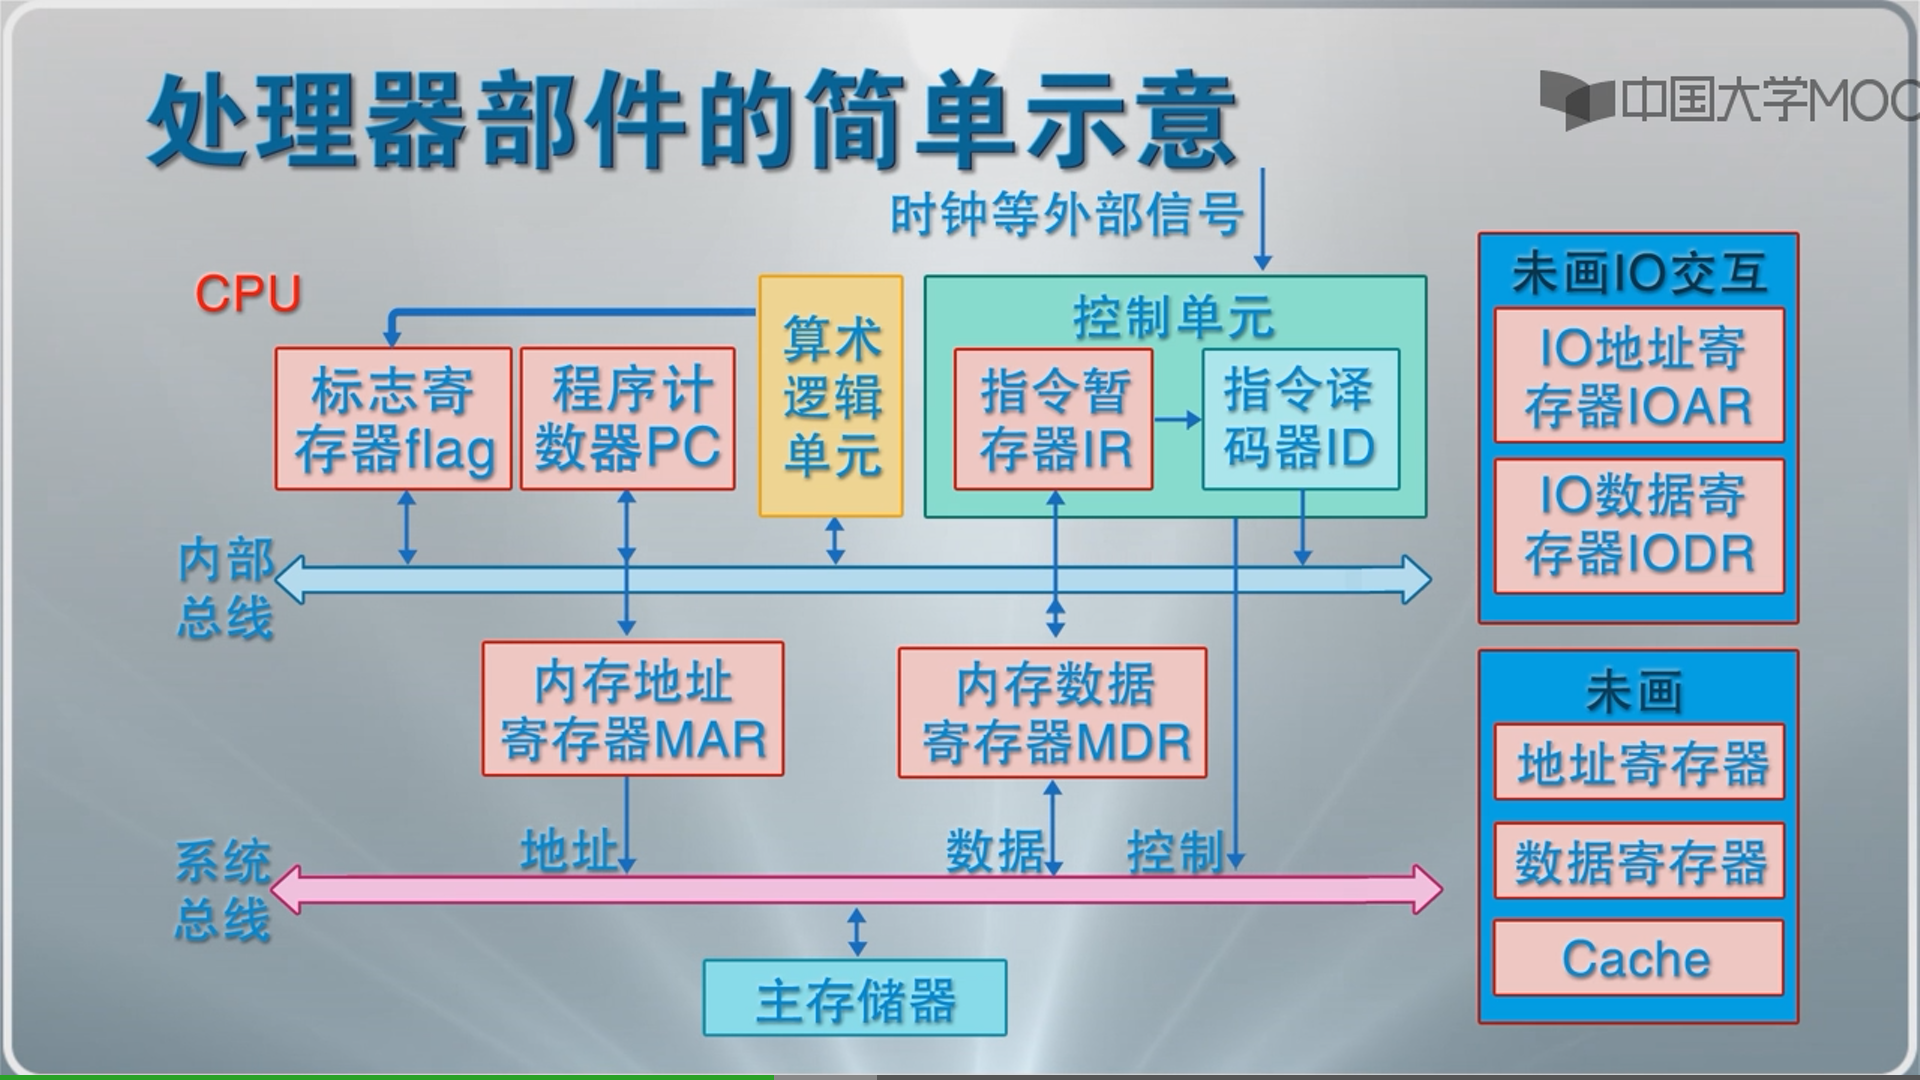 处理器部件的简单示意
中国大学MOO
时钟等外部信号
CPU
标志寄
存器flag
程序计
数器PC
算术
逻辑
单元
控制单元
指令暂
存器IR
指令译
码器ID
未画IO交互
IO地址寄
存器IOAR
IO数据寄
存器IODR
内部
总线
内存地址
寄存器MAR
内存数据
寄存器MDR
未画
地址寄存器
数据寄存器
Cache
地址
数据
控制
系统
总线
主存储器